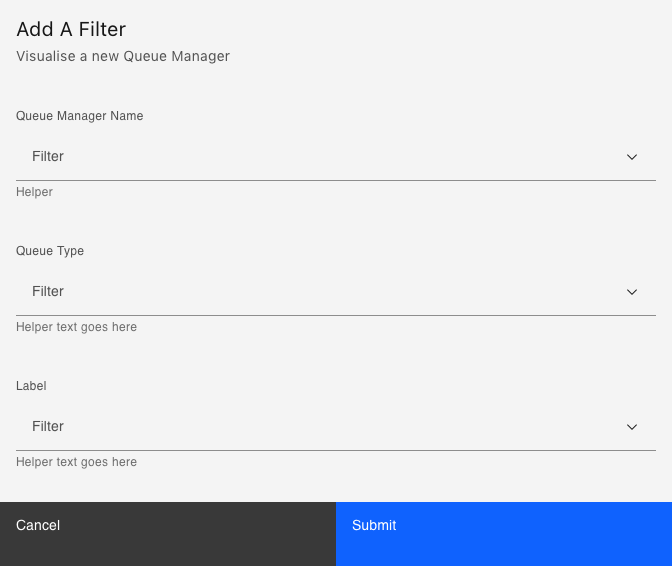 Add A Filter
Visualise a new Queue Manager
Queue Manager Name
Filter
Helper
Queue Type
Filter
Helper text goes here
Label
Filter
Helper text goes here
Cancel
Submit